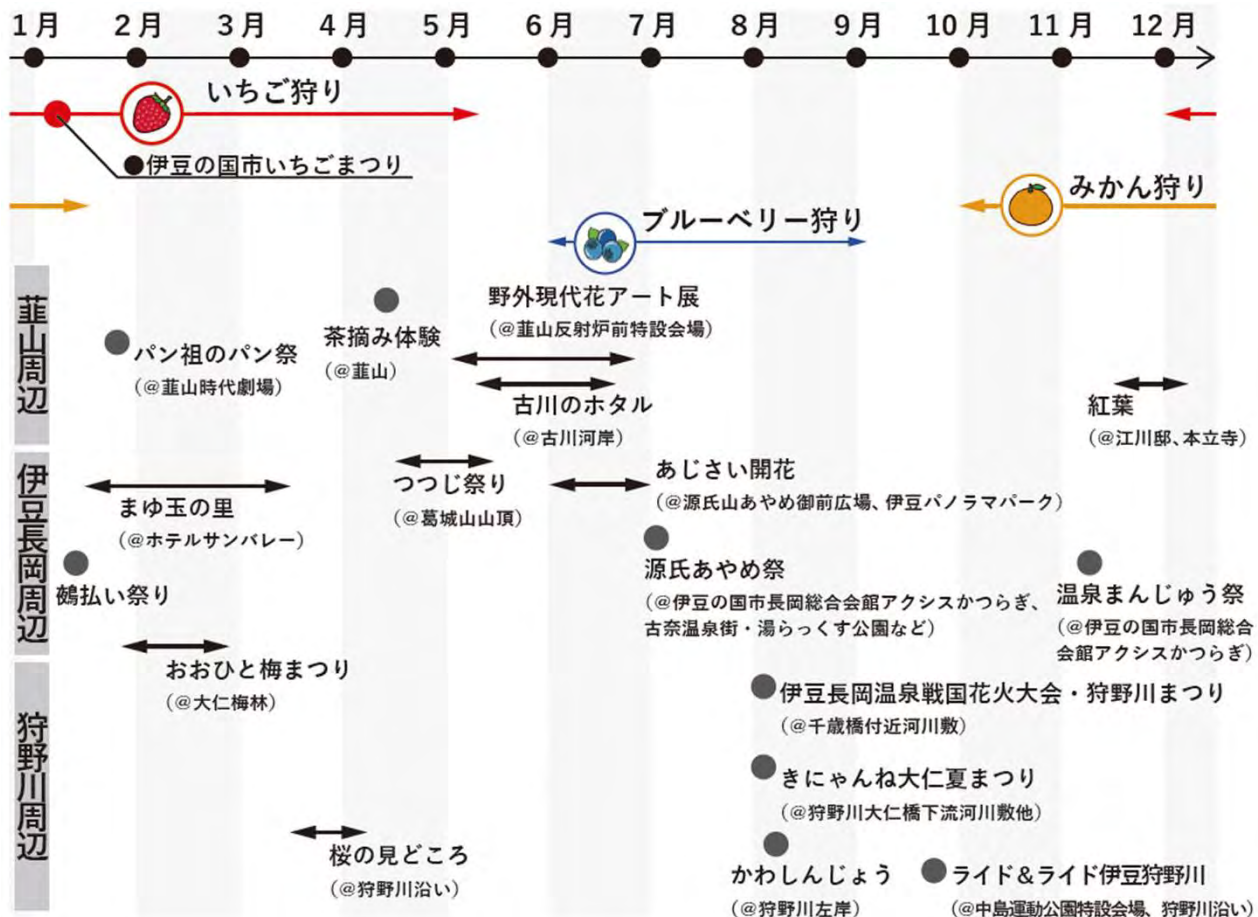 1月 2月 3月 4月 5月 6月 7月 8月 9月 10月 11月 12月
いちご狩り
●伊豆の国市いちごまつり
みかん狩り
ブルーベリー狩り
韮山周辺
野外現代花アート展
(@韮山反射炉前特設会場)
茶摘み体験
(@韮山)
パン祖のパン祭
(@韮山時代劇場)
古川のホタル
(@古川河岸)
紅葉
(@江川邸、本立寺)
伊豆長岡周辺
つつじ祭り
(@葛城山山頂)
あじさい開花
(@源氏山あやめ御前広場、伊豆パノラマパーク)
まゆ玉の里
(@ホテルサンバレー)
鵺払い祭り
源氏あやめ祭
(@伊豆の国市長岡総合会館アクシスかつらぎ、
古奈温泉街・湯らっくす公園など)
温泉まんじゅう祭
(@伊豆の国市長岡総合
会館アクシスかつらぎ)
おおひと梅まつり
(@大仁梅林)
狩野川周辺
伊豆長岡温泉戦国花火大会・狩野川まつり
(@千歳橋付近河川敷)
きにゃんね大仁夏まつり
(@狩野川大仁橋下流河川敷他)
桜の見どころ
(@狩野川沿い)
かわしんじょう
(@狩野川左岸)
ライド&ライド伊豆狩野川
(@中島運動公園特設会場、狩野川沿い)